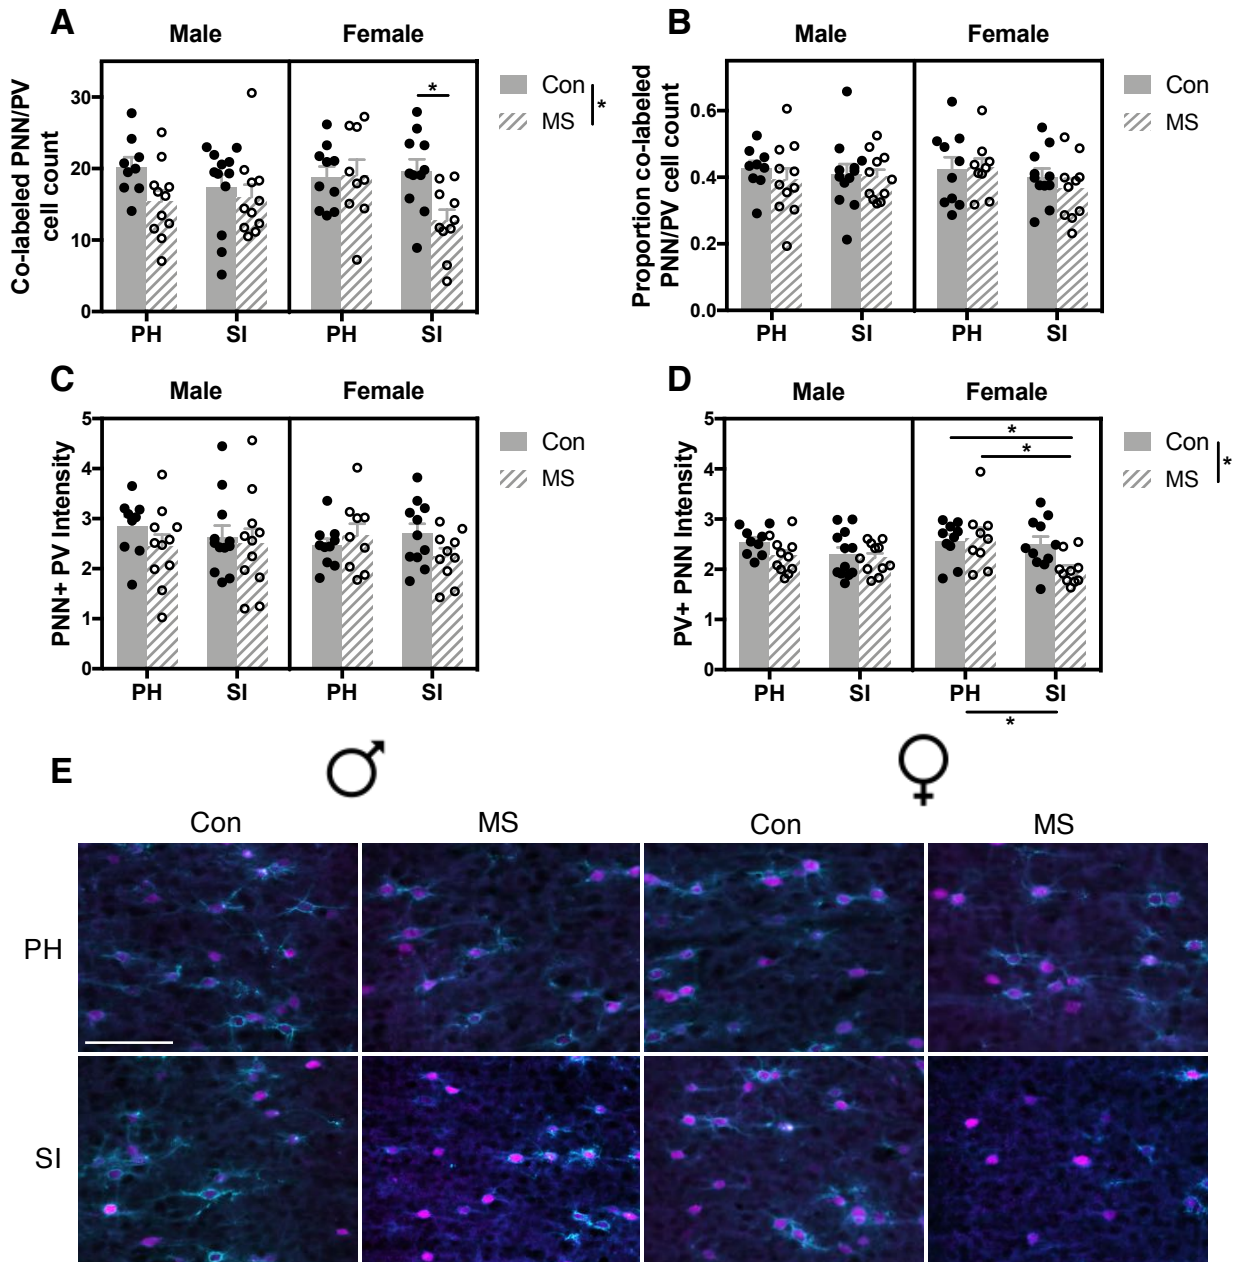 A
Male Female
Co-labeled PNN/PV
cell count
30
20
10
0
PH SI PH SI
*
Con
MS
*
B
Male Female
Proportion co-labeled
PNN/PV cell count
0.6
0.4
0.2
0.0
PH SI PH SI
Con
MS
C
Male Female
PNN+ PV Intensity
5
4
3
2
1
0
PH SI PH SI
Con
MS
D
Male Female
PV+ PNN Intensity
5
4
3
2
1
0
*
*
PH SI PH SI
*
Con
MS
*
E
♂ ♀
Con MS Con MS
PH
SI